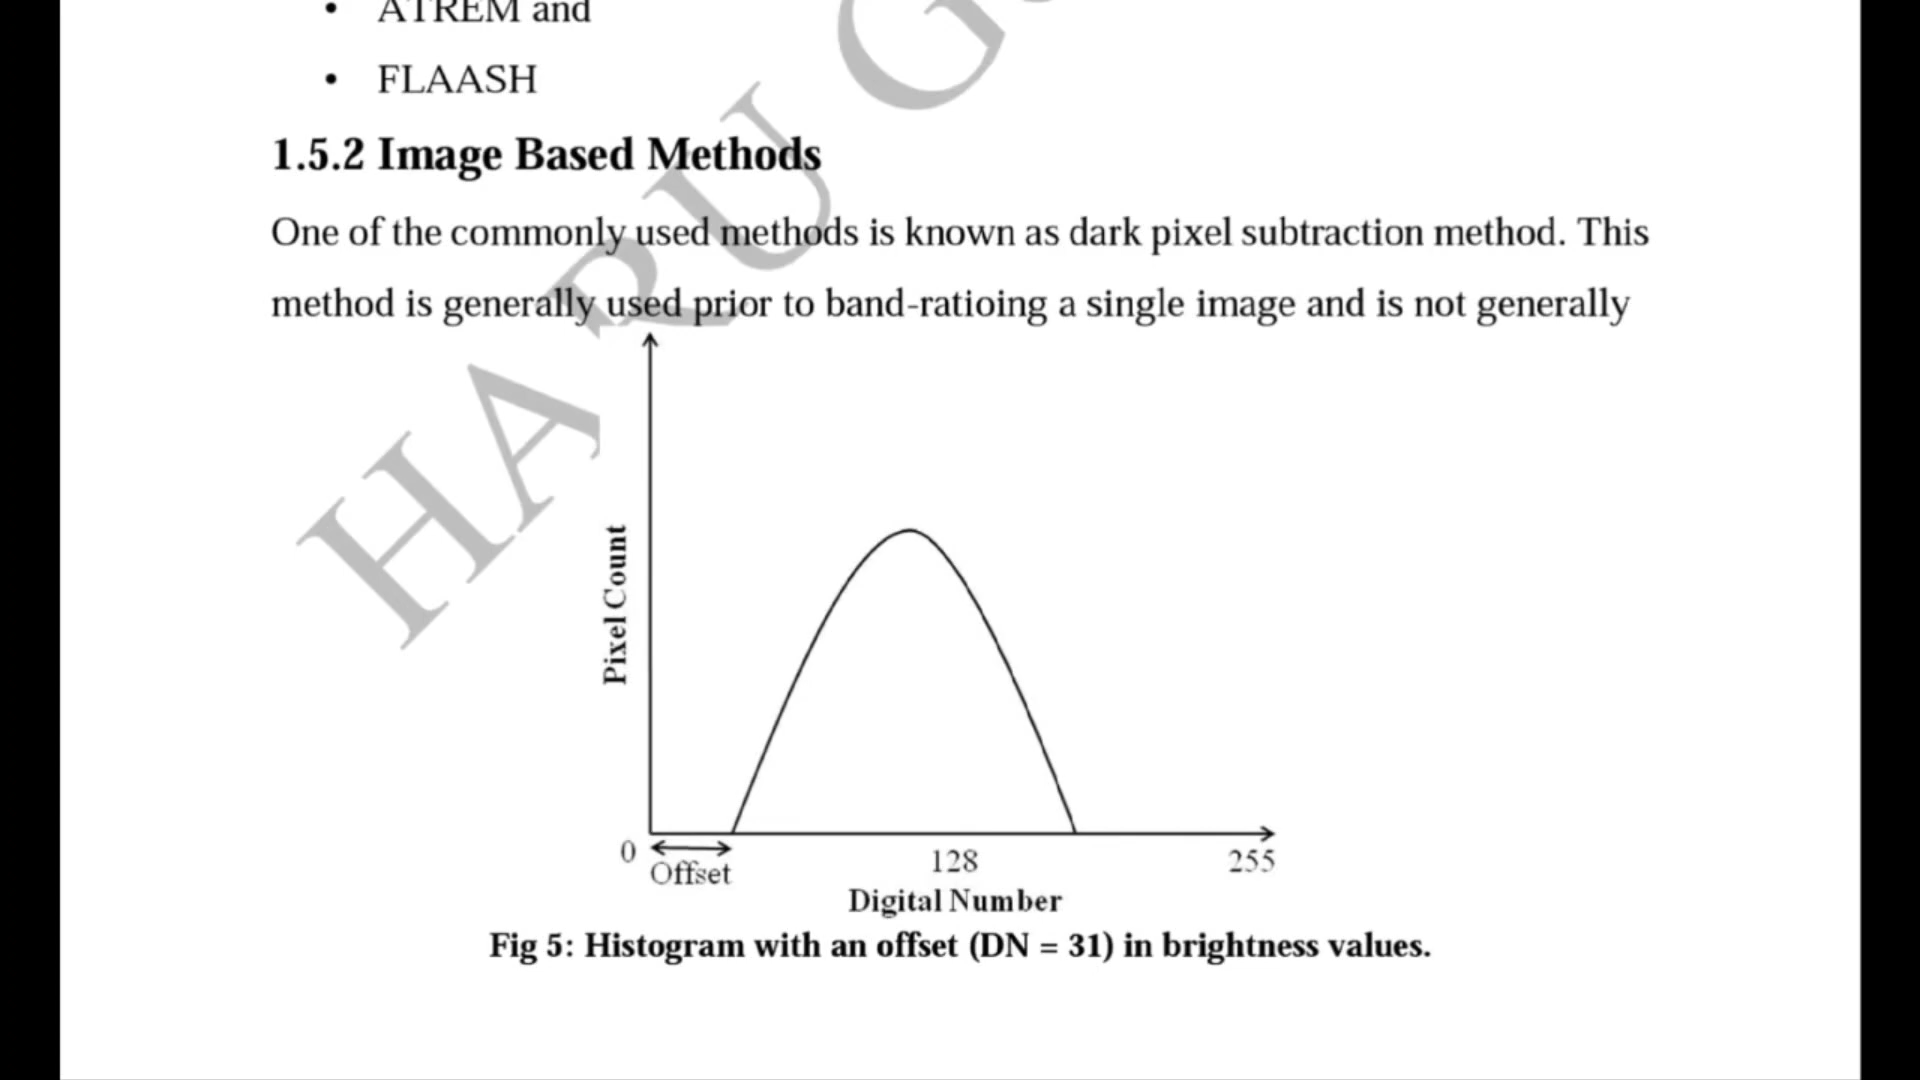 • ATREM and
• FLAASH
1.5.2 Image Based Methods
One of the commonly used methods is known as dark pixel subtraction method. This
method is generally used prior to band-ratioing a single image and is not generally
Pixel Count
0
Offset
128
255
Digital Number
Fig 5: Histogram with an offset (DN = 31) in brightness values.
HARU